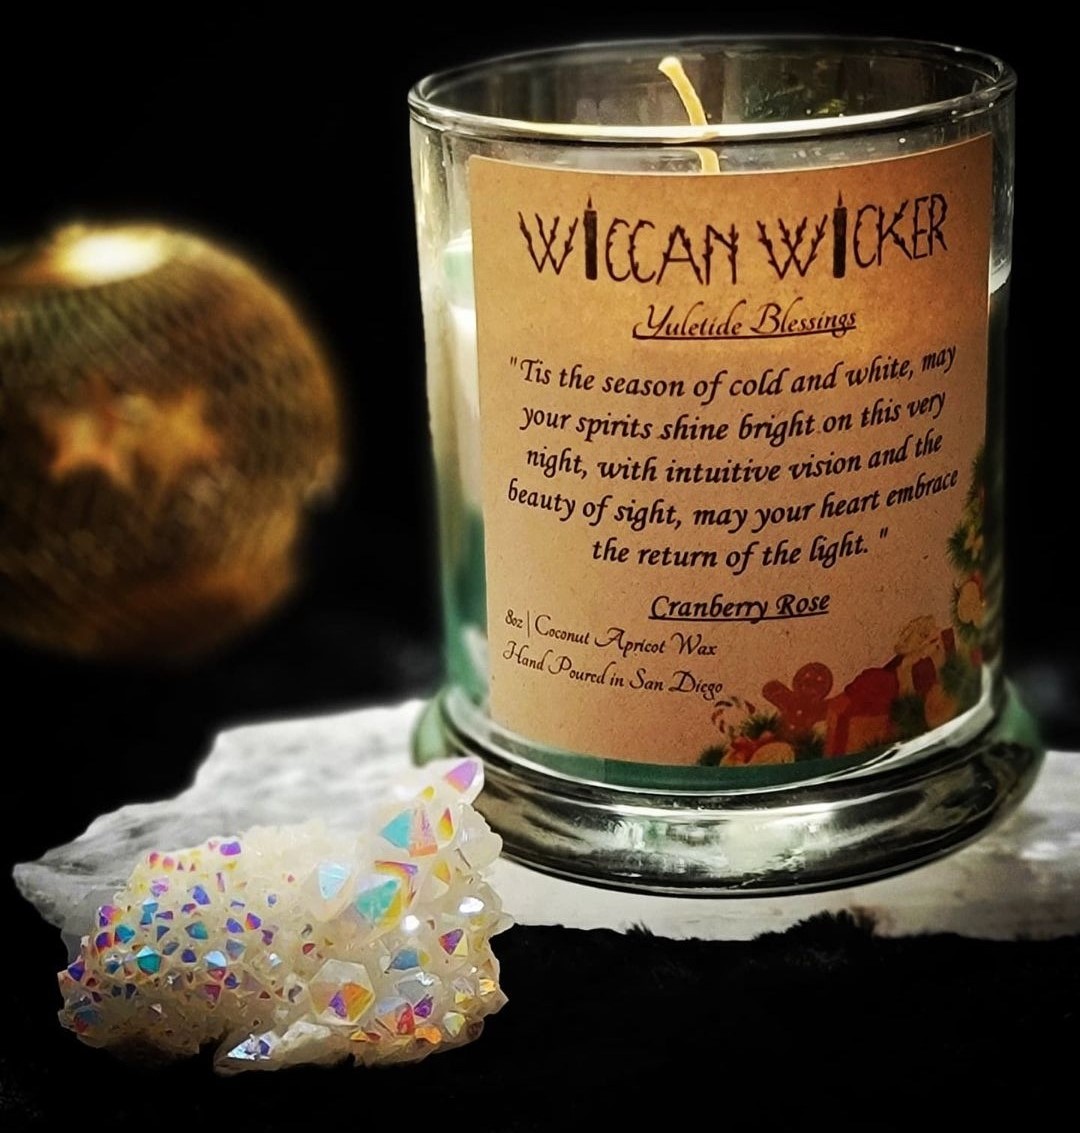 WICCAN WICKER
Yuletide Blessings
"Tis the season of cold and white, may
your spirits shine bright on this very
night, with intuitive vision and the
beauty of sight, may your heart embrace
the return of the light. "
Cranberry Rose
8oz | Coconut Apricot Wax
Hand Poured in San Diego